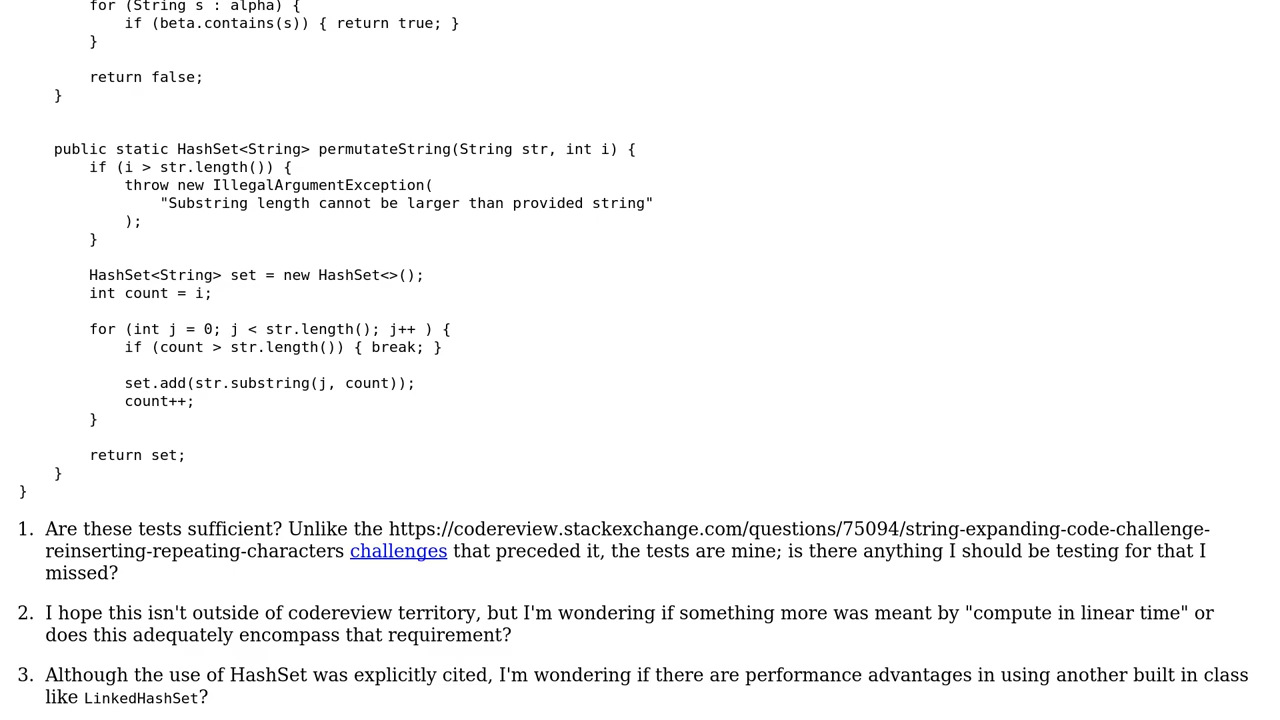 for (String s : alpha) {
if (beta.contains(s)) { return true; }
}
return false;
}
public static HashSet<String> permutateString(String str, int i) {
if (i > str.length()) {
throw new IllegalArgumentException(
"Substring length cannot be larger than provided string"
);
}
HashSet<String> set = new HashSet<>();
int count = i;
for (int j = 0; j < str.length(); j++ ) {
if (count > str.length()) { break; }
set.add(str.substring(j, count));
count++;
}
return set;
}
}
1. Are these tests sufficient? Unlike the https://codereview.stackexchange.com/questions/75094/string-expanding-code-challenge-
reinserting-repeating-characters challenges that preceded it, the tests are mine; is there anything I should be testing for that I
missed?
2. I hope this isn't outside of codereview territory, but I'm wondering if something more was meant by "compute in linear time" or
does this adequately encompass that requirement?
3. Although the use of HashSet was explicitly cited, I'm wondering if there are performance advantages in using another built in class
like LinkedHashSet?